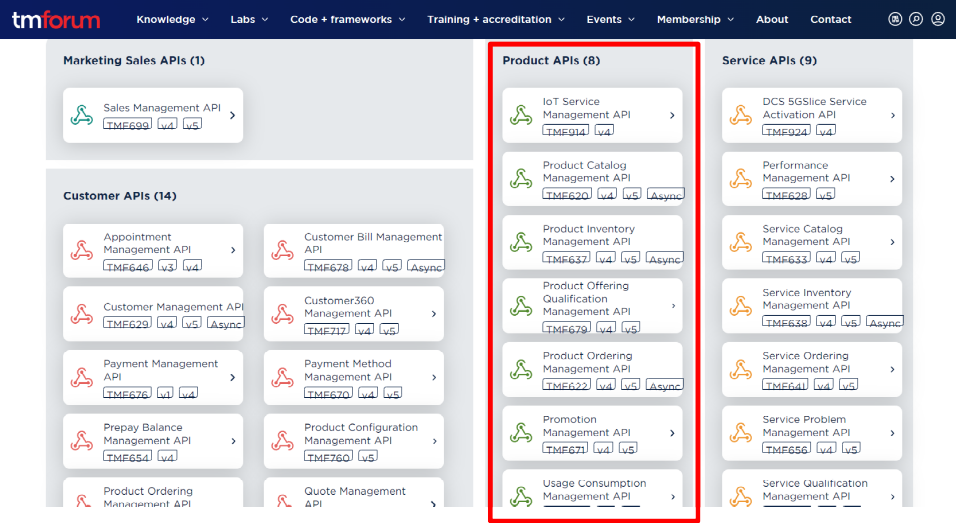 tmforum
Knowledge Labs Code + frameworks Training + accreditation Events Membership About Contact
Marketing Sales APIs (1)
Sales Management API
TMF699 v4 v5
Customer APIs (14)
Appointment
Management API
TMF646 v3 v4
Customer Bill Management
API
TMF678 v4 v5 Async
Customer Management API
TMF629 v4 v5 Async
Customer360
Management API
TMF717 v4 v5
Payment Management
API
TMF676 v1 v4
Payment Method
Management API
TMF670 v4 v5
Prepay Balance
Management API
TMF654 v4
Product Configuration
Management API
TMF760 v5
Product Ordering
Management API
Quote Management
API
Product APIs (8)
IoT Service
Management API
TMF914 v4
Product Catalog
Management API
TMF620 v4 v5 Async
Product Inventory
Management API
TMF637 v4 v5 Async
Product Offering
Qualification
Management API
TMF679 v4 v5
Product Ordering
Management API
TMF622 v4 v5 Async
Promotion
Management API
TMF671 v4 v5
Usage Consumption
Management API
Service APIs (9)
DCS 5GSlice Service
Activation API
TMF924 v4
Performance
Management API
TMF628 v5
Service Catalog
Management API
TMF633 v4 v5
Service Inventory
Management API
TMF638 v4 v5 Async
Service Ordering
Management API
TMF641 v4 v5
Service Problem
Management API
TMF656 v4 v5
Service Qualification
Management API